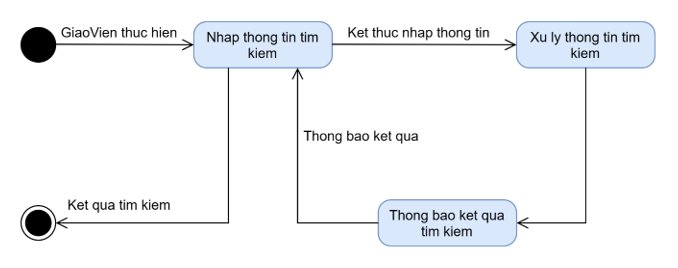 GiaoVien thuc hien
Nhap thong tin tim
kiem
Ket thuc nhap thong tin
Xu ly thong tin tim
kiem
Thong bao ket qua
Ket qua tim kiem
Thong bao ket qua
tim kiem